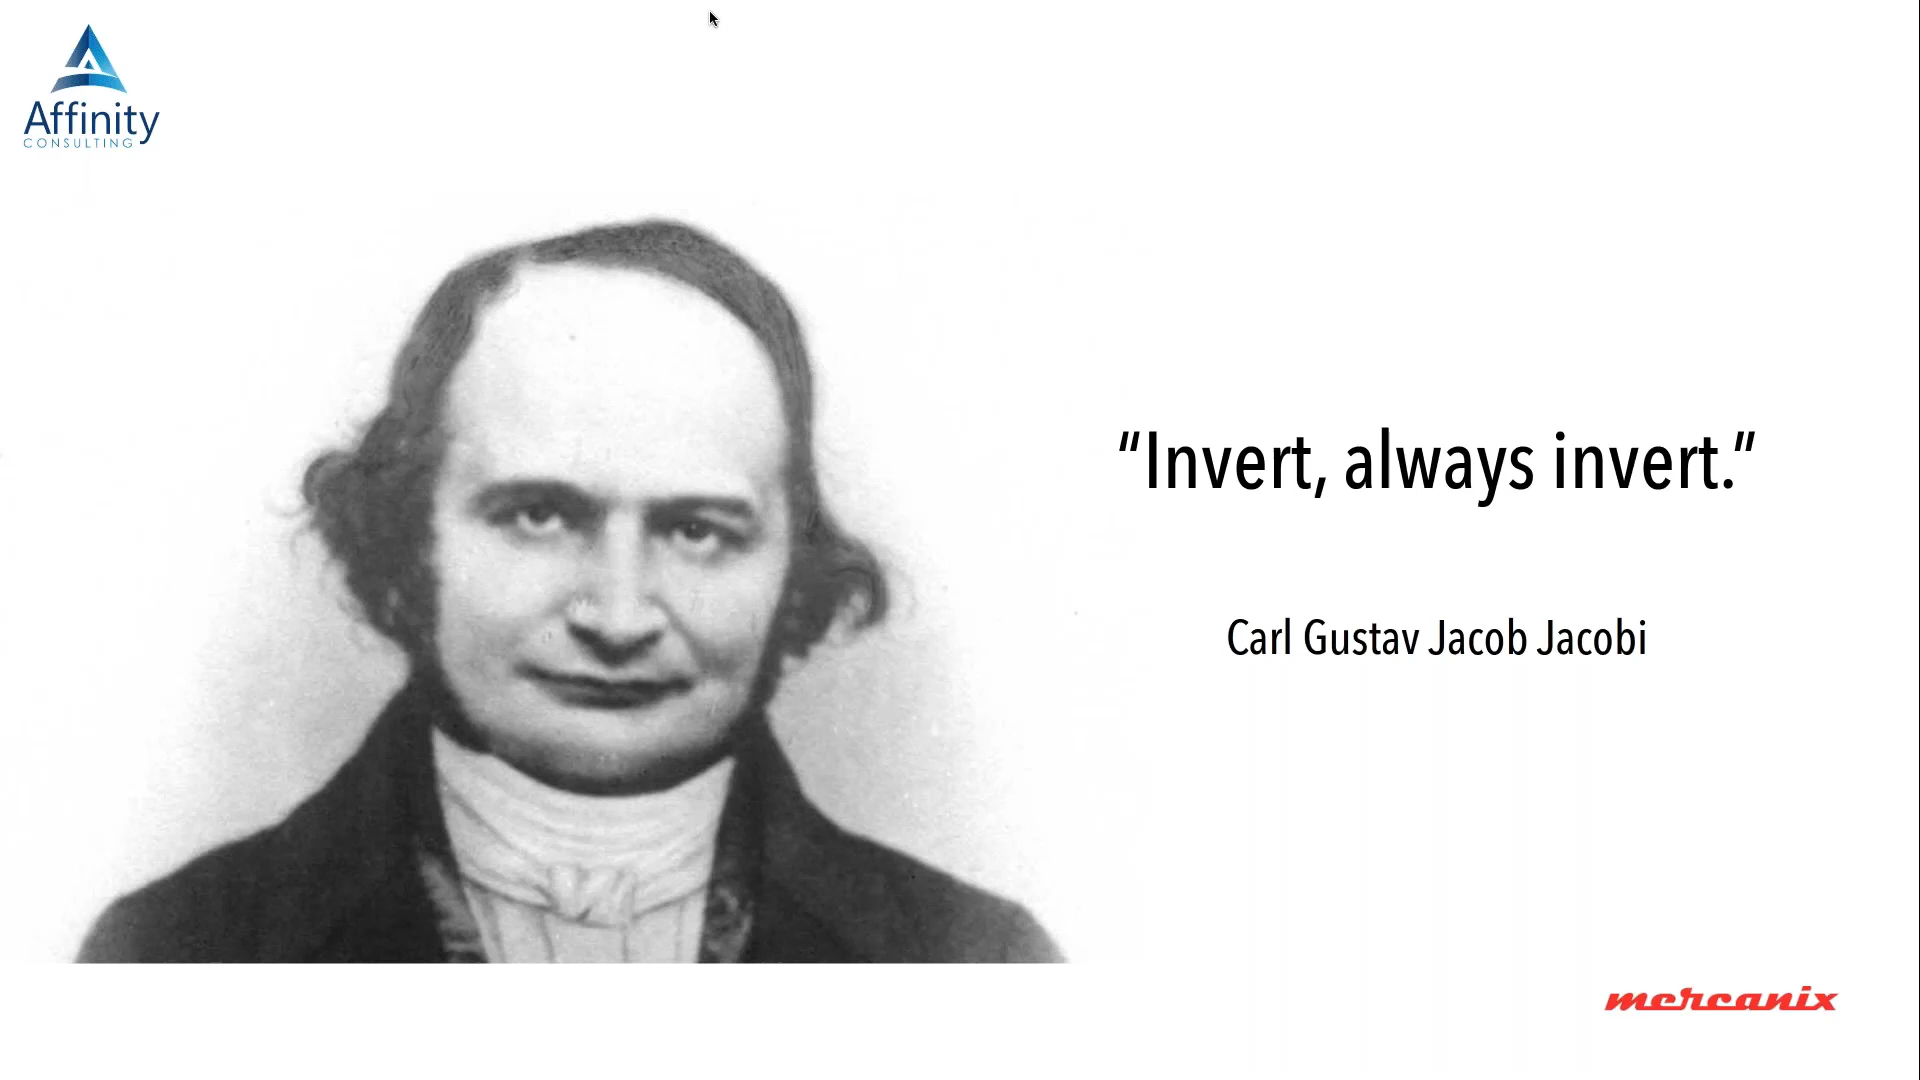 Affinity
CONSULTING
“Invert, always invert.”
Carl Gustav Jacob Jacobi
mercanix